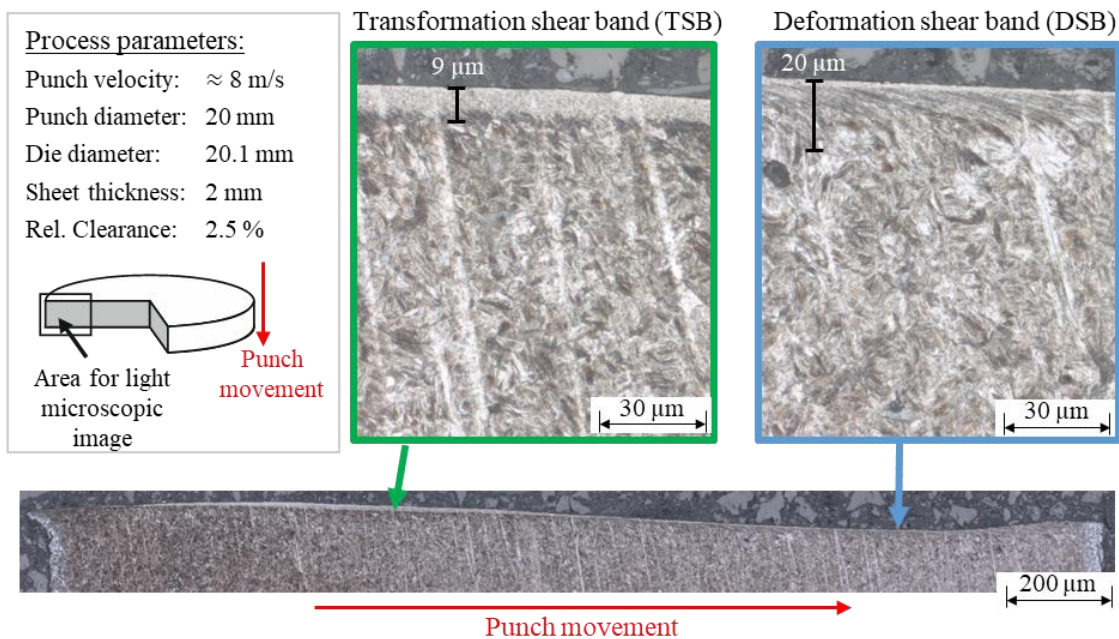 Process parameters:
Punch velocity: ≈ 8 m/s
Punch diameter: 20 mm
Die diameter: 20.1 mm
Sheet thickness: 2 mm
Rel. Clearance: 2.5 %
Punch
movement
Area for light
microscopic
image
Transformation shear band (TSB)
9 µm
30 µm
Deformation shear band (DSB)
20 µm
30 µm
200 µm
Punch movement